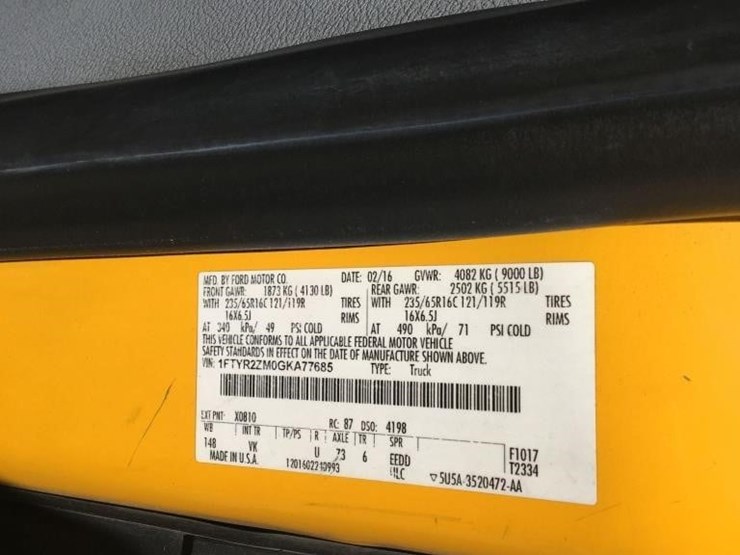 MFD. BY FORD MOTOR CO. DATE: 02/16 GVWR: 4082 KG ( 9000 LB)
FRONT GAWR: 1873 KG ( 4130 LB) REAR GAWR: 2502 KG ( 5515 LB)
WITH 235/65R16C 121/119R TIRES WITH 235/65R16C 121/119R TIRES
16X6.5J RIMS 16X6.5J RIMS
AT 340 kPa/ 49 PSI COLD AT 490 kPa/ 71 PSI COLD
THIS VEHICLE CONFORMS TO ALL APPLICABLE FEDERAL MOTOR VEHICLE
SAFETY STANDARDS IN EFFECT ON THE DATE OF MANUFACTURE SHOWN ABOVE.
VIN: 1FTYR2ZM0GKA77685 TYPE: Truck
EXT PNT: X0810 RC: 87 DSO: 4198
WB INT TR TP/PS R AXLE TR SPR
148 VK U 73 6 EEDD F1017
MADE IN U.S.A. T2334
▽5U5A-3520472-AA